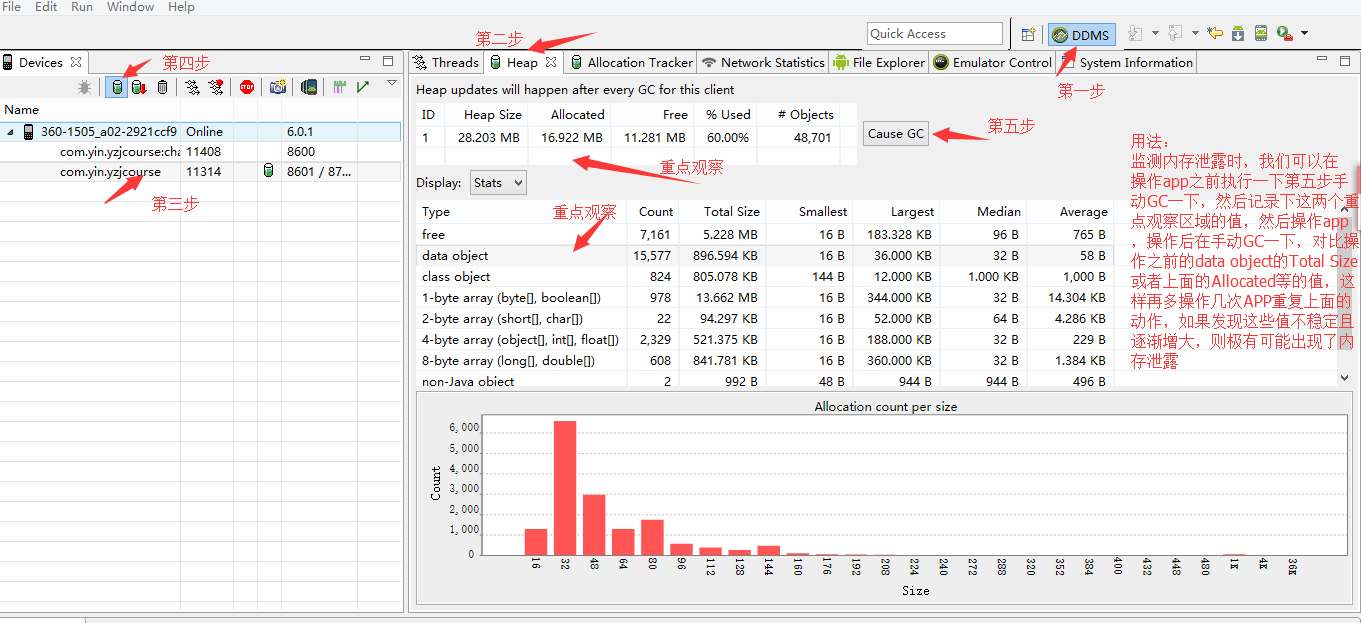 File Edit Run Window Help
第二步
Quick Access
DDMS
Devices
第四步
Threads
Heap
Allocation Tracker
Network Statistics
File Explorer
Emulator Control
System Information
第一步
Heap updates will happen after every GC for this client
Name
ID Heap Size Allocated Free % Used # Objects
1 28.203 MB 16.922 MB 11.281 MB 60.00% 48,701
Cause GC
第五步
重点观察
360-1505_a02-2921ccf9 Online 6.0.1
com.yin.yzjcourse:cha 11408 8600
com.yin.yzjcourse 11314 8601 / 87...
第三步
Display: Stats
重点观察
Type Count Total Size Smallest Largest Median Average
free 7,161 5.228 MB 16 B 183.328 KB 96 B 765 B
data object 15,577 896.594 KB 16 B 36.000 KB 32 B 58 B
class object 824 805.078 KB 144 B 12.000 KB 1.000 KB 1,000 B
1-byte array (byte[], boolean[]) 978 13.662 MB 16 B 344.000 KB 32 B 14.304 KB
2-byte array (short[], char[]) 22 94.297 KB 16 B 52.000 KB 64 B 4.286 KB
4-byte array (object[], int[], float[]) 2,329 521.375 KB 16 B 188.000 KB 32 B 229 B
8-byte array (long[], double[]) 608 841.781 KB 16 B 360.000 KB 32 B 1.384 KB
non-Java object 2 992 B 48 B 944 B 944 B 496 B
用法：
监测内存泄露时，我们可以在
操作app之前执行一下第五步手
动GC一下，然后记录下这两个重
点观察区域的值，然后操作app
，操作后在手动GC一下，对比操
作之前的data object的Total Size
或者上面的Allocated等的值，这
样再多操作几次APP重复上面的
动作，如果发现这些值不稳定且
逐渐增大，则极有可能出现了内
存泄露
Allocation count per size
6,000
5,000
4,000
3,000
2,000
1,000
0
Count
16 32 48 64 80 96 112 128 144 160 176 192 208 224 240 272 288 320 352 384 400 432 448 480 1K 4K 36K
Size